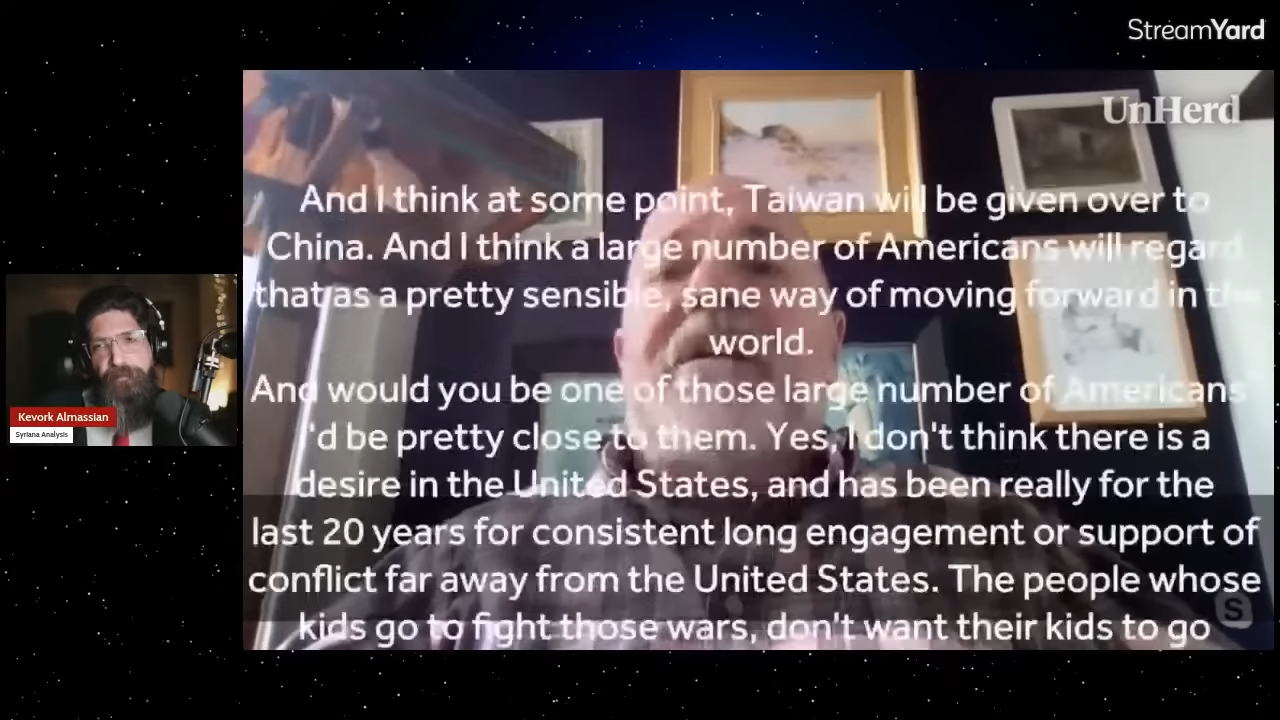 StreamYard
UnHerd
And I think at some point, Taiwan will be given over to
China. And I think a large number of Americans will regard
that as a pretty sensible, sane way of moving forward in the
world.
And would you be one of those large number of Americans
I'd be pretty close to them. Yes, I don't think there is a
desire in the United States, and has been really for the
last 20 years for consistent long engagement or support of
conflict far away from the United States. The people whose
kids go to fight those wars, don't want their kids to go
S
Kevork Almassian
Syriana Analysis